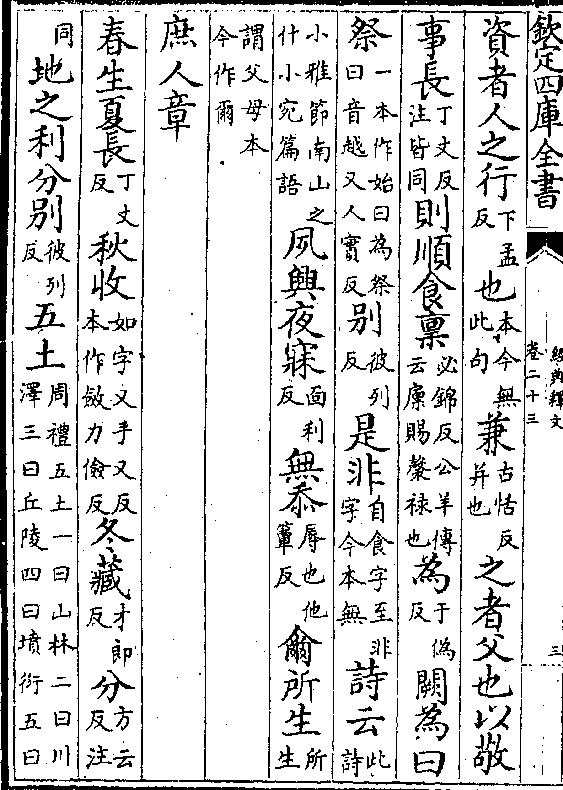 欽定四庫全書
經典釋文
卷二十三
三
資者人之行下孟反也本今無此句兼古恬反并也之者父也以敬
事長丁丈反注皆同則順食稟必錦反公羊傳云廩賜榖祿也為于偽反闕為曰
祭一本作始曰為祭曰音越又人實反别彼列反是非自食字至非字今本無詩云此詩
小雅節南山之什小宛篇語夙興夜寐面利反無忝辱也他簟反爾所生所生
謂父母本今作爾
庶人章
春生夏長丁丈反秋收如字又手又反本作斂力儉反冬藏才郎反分方云反注
同地之利分别彼列反五土周禮五土一曰山林二曰川澤三曰丘陵四曰墳衍五曰